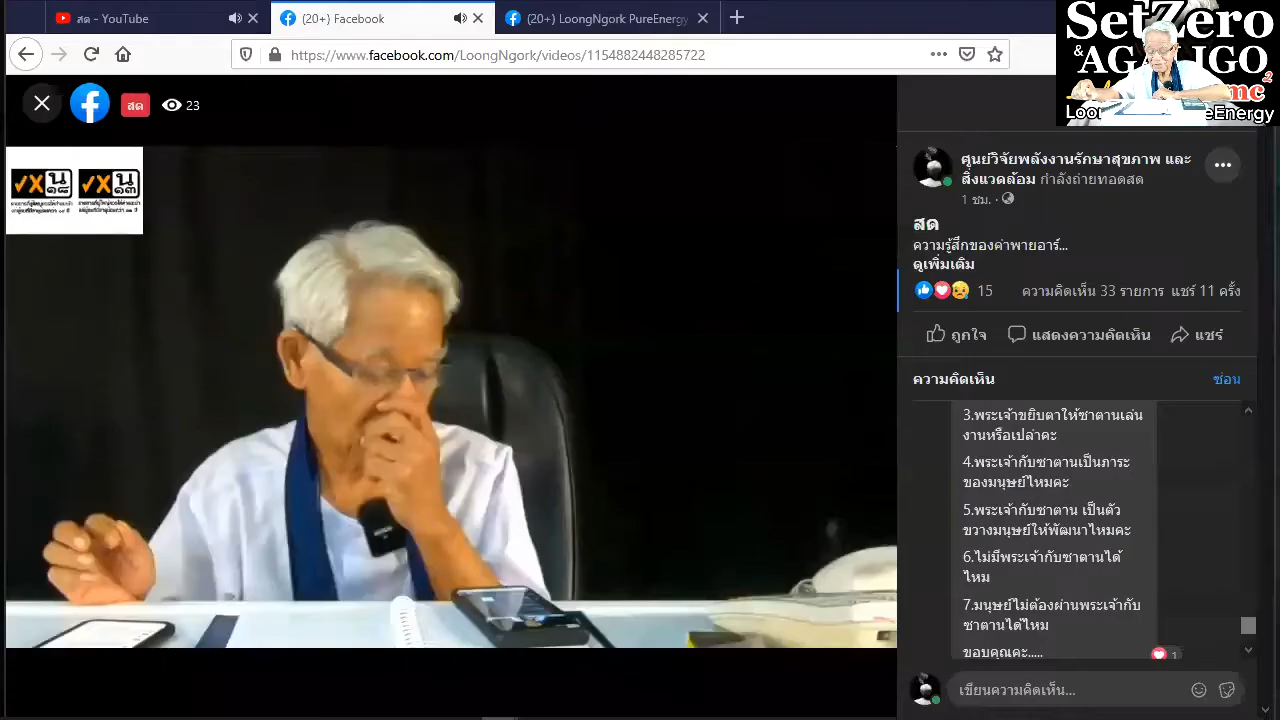 สด - YouTube
(20+) Facebook
(20+) LoongNgork PureEnergy
https://www.facebook.com/LoongNgork/videos/1154882448285722
SetZero
& AGALIGO
mc2
Loo
eEnergy
สด
23
น ๑๘
น ๑๓
ศูนย์วิจัยพลังงานรักษาสุขภาพ และ
สิ่งแวดล้อม กำลังถ่ายทอดสด
1 ชม. ·
สด
ความรู้สึกของค่าพายอาร์...
ดูเพิ่มเติม
15 ความคิดเห็น 33 รายการ แชร์ 11 ครั้ง
ถูกใจ แสดงความคิดเห็น แชร์
ความคิดเห็น ซ่อน
3.พระเจ้าขยิบตาให้ซาตานเล่น
งานหรือเปล่าคะ
4.พระเจ้ากับซาตานเป็นภาระ
ของมนุษย์ไหมคะ
5.พระเจ้ากับซาตาน เป็นตัว
ขวางมนุษย์ให้พัฒนาไหมคะ
6.ไม่มีพระเจ้ากับซาตานได้
ไหม
7.มนุษย์ไม่ต้องผ่านพระเจ้ากับ
ซาตานได้ไหม
ขอบคุณคะ.....
1
เขียนความคิดเห็น...